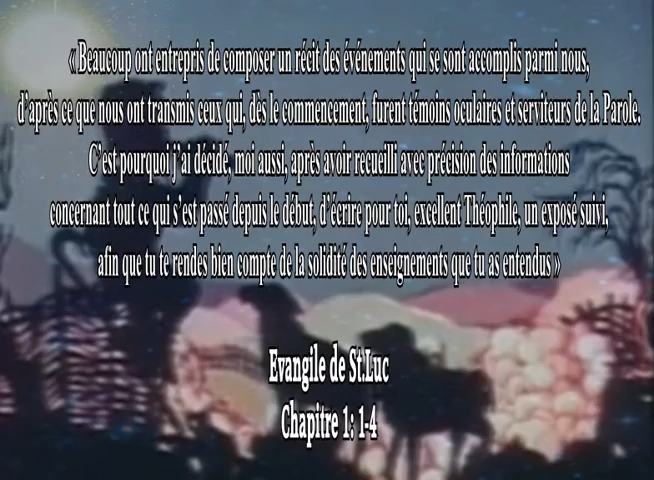 « Beaucoup ont entrepris de composer un récit des événements qui se sont accomplis parmi nous,
d'après ce que nous ont transmis ceux qui, dès le commencement, furent témoins oculaires et serviteurs de la Parole.
C'est pourquoi j'ai décidé, moi aussi, après avoir recueilli avec précision des informations
concernant tout ce qui s'est passé depuis le début, d'écrire pour toi, excellent Théophile, un exposé suivi,
afin que tu te rendes bien compte de la solidité des enseignements que tu as entendus »
Evangile de St.Luc
Chapitre 1; 1-4